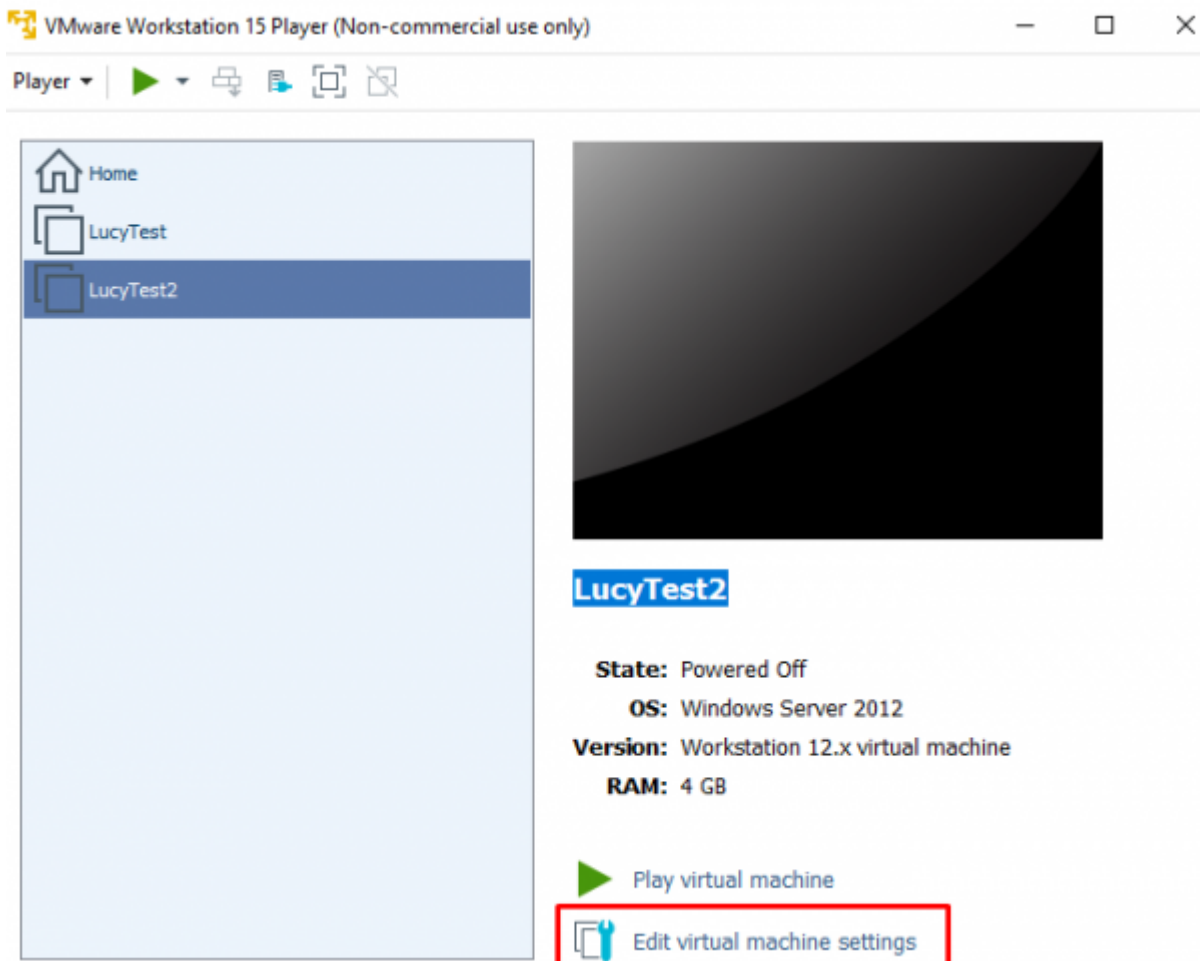 VMware Workstation 15 Player (Non-commercial use only)
Player
Home
LucyTest
LucyTest2
LucyTest2
State: Powered Off
OS: Windows Server 2012
Version: Workstation 12.x virtual machine
RAM: 4 GB
Play virtual machine
Edit virtual machine settings